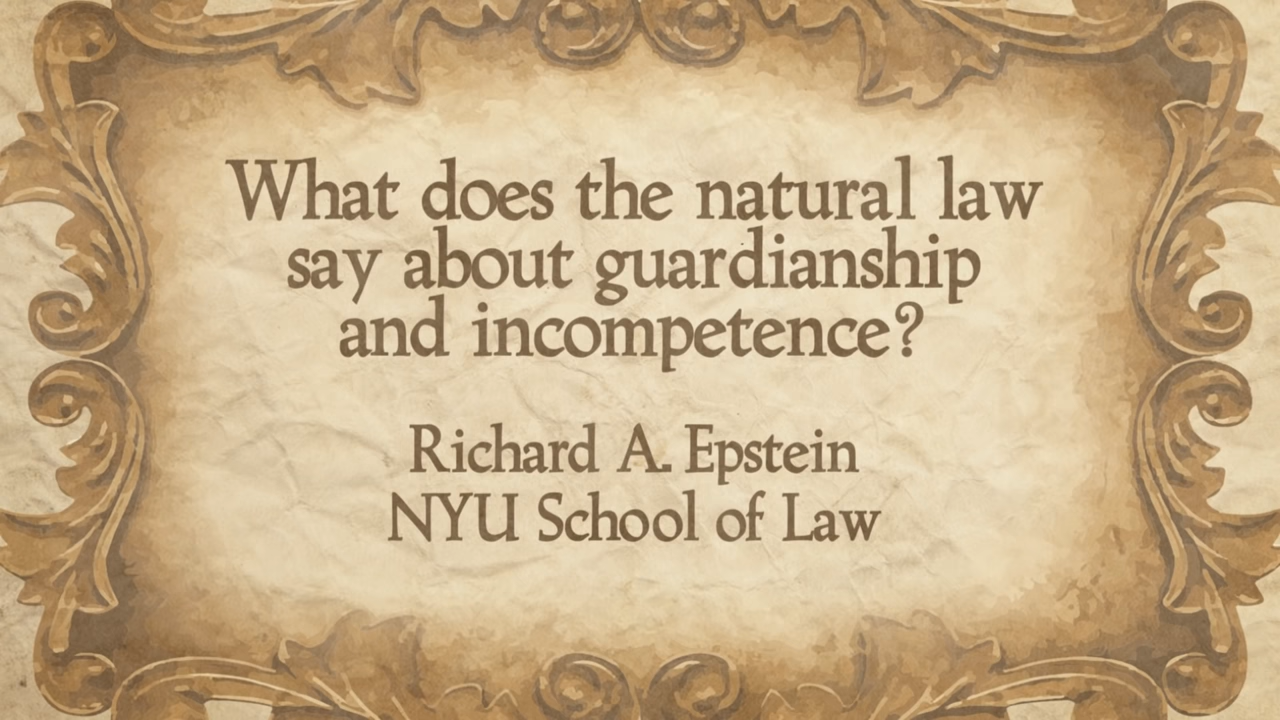 What does the natural law
say about guardianship
and incompetence?
Richard A. Epstein
NYU School of Law